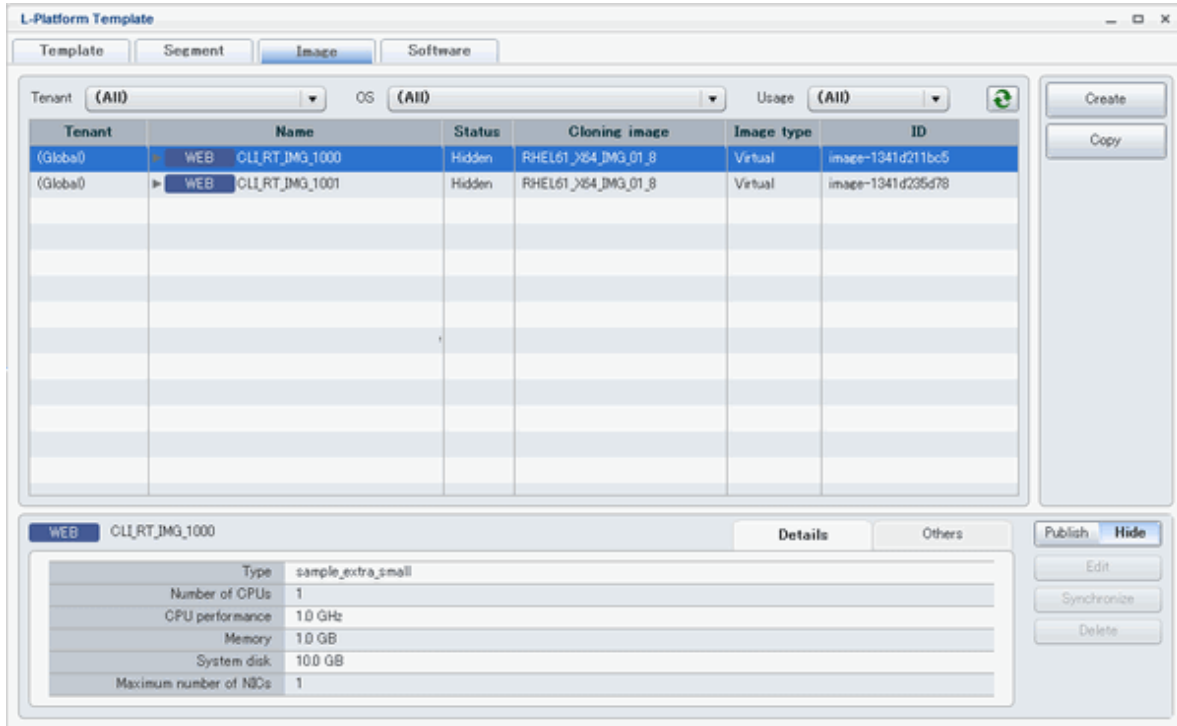 L-Platform Template
Template Segment Image Software
Tenant (All) OS (All) Usage (All)
Create
Copy
Tenant Name Status Cloning image Image type ID
(Global) WEB CLI_RT_IMG_1000 Hidden RHEL61_X64_IMG_01_8 Virtual image-1341d211bc5
(Global) WEB CLI_RT_IMG_1001 Hidden RHEL61_X64_IMG_01_8 Virtual image-1341d235d78
WEB CLI_RT_IMG_1000 Details Others Publish Hide
Type sample_extra_small
Number of CPUs 1
CPU performance 1.0 GHz
Memory 1.0 GB
System disk 10.0 GB
Maximum number of NICs 1
Edit
Synchronize
Delete